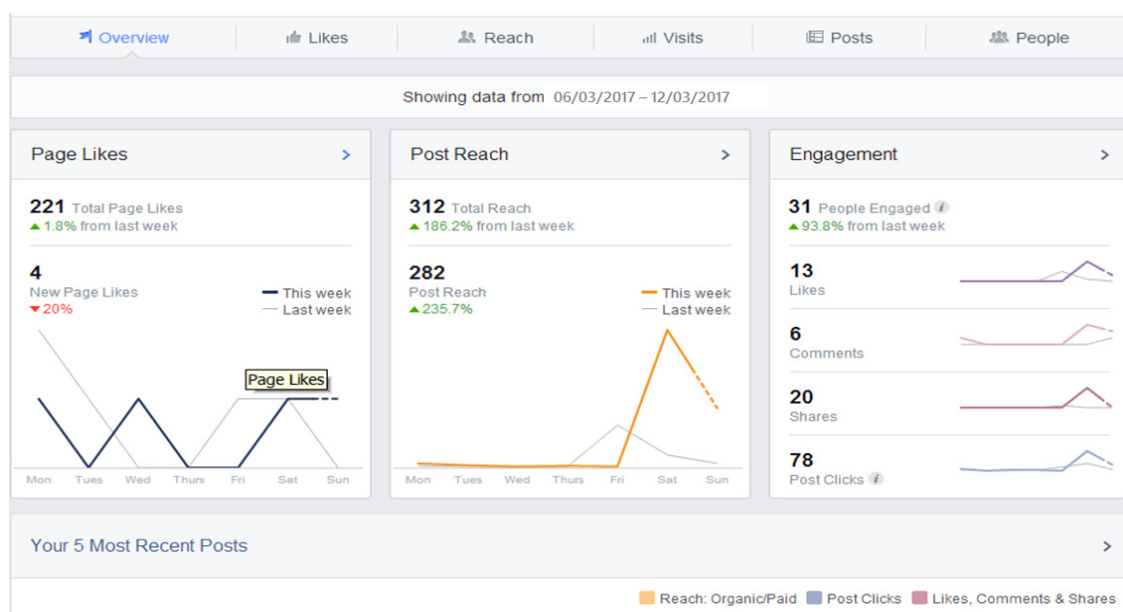 Overview Likes Reach Visits Posts People
Showing data from 06/03/2017 – 12/03/2017
Page Likes
221 Total Page Likes
1.8% from last week
4
New Page Likes
20%
This week
Last week
Page Likes
Mon Tues Wed Thurs Fri Sat Sun
Post Reach
312 Total Reach
186.2% from last week
282
Post Reach
235.7%
This week
Last week
Mon Tues Wed Thurs Fri Sat Sun
Engagement
31 People Engaged i
93.8% from last week
13
Likes
6
Comments
20
Shares
78
Post Clicks i
Your 5 Most Recent Posts
Reach: Organic/Paid Post Clicks Likes, Comments & Shares